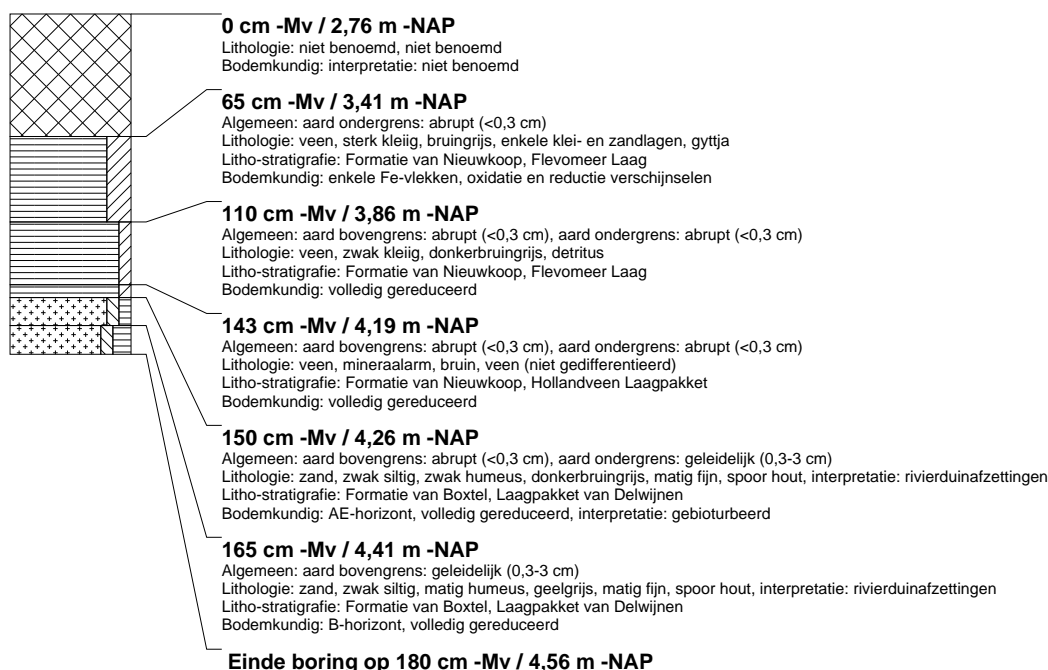 0 cm -Mv / 2,76 m -NAP
Lithologie: niet benoemd, niet benoemd
Bodemkundig: interpretatie: niet benoemd
65 cm -Mv / 3,41 m -NAP
Algemeen: aard ondergrens: abrupt (<0,3 cm)
Lithologie: veen, sterk kleiig, bruingrijs, enkele klei- en zandlagen, gyttja
Litho-stratigrafie: Formatie van Nieuwkoop, Flevomeer Laag
Bodemkundig: enkele Fe-vlekken, oxidatie en reductie verschijnselen
110 cm -Mv / 3,86 m -NAP
Algemeen: aard bovengrens: abrupt (<0,3 cm), aard ondergrens: abrupt (<0,3 cm)
Lithologie: veen, zwak kleiig, donkerbruingrijs, detritus
Litho-stratigrafie: Formatie van Nieuwkoop, Flevomeer Laag
Bodemkundig: volledig gereduceerd
143 cm -Mv / 4,19 m -NAP
Algemeen: aard bovengrens: abrupt (<0,3 cm), aard ondergrens: abrupt (<0,3 cm)
Lithologie: veen, mineraalarm, bruin, veen (niet gedifferentieerd)
Litho-stratigrafie: Formatie van Nieuwkoop, Hollandveen Laagpakket
Bodemkundig: volledig gereduceerd
150 cm -Mv / 4,26 m -NAP
Algemeen: aard bovengrens: abrupt (<0,3 cm), aard ondergrens: geleidelijk (0,3-3 cm)
Lithologie: zand, zwak siltig, zwak humeus, donkerbruingrijs, matig fijn, spoor hout, interpretatie: rivierduinafzettingen
Litho-stratigrafie: Formatie van Boxtel, Laagpakket van Delwijnen
Bodemkundig: AE-horizont, volledig gereduceerd, interpretatie: gebioturbeerd
165 cm -Mv / 4,41 m -NAP
Algemeen: aard bovengrens: geleidelijk (0,3-3 cm)
Lithologie: zand, zwak siltig, matig humeus, geelgrijs, matig fijn, spoor hout, interpretatie: rivierduinafzettingen
Litho-stratigrafie: Formatie van Boxtel, Laagpakket van Delwijnen
Bodemkundig: B-horizont, volledig gereduceerd
Einde boring op 180 cm -Mv / 4,56 m -NAP